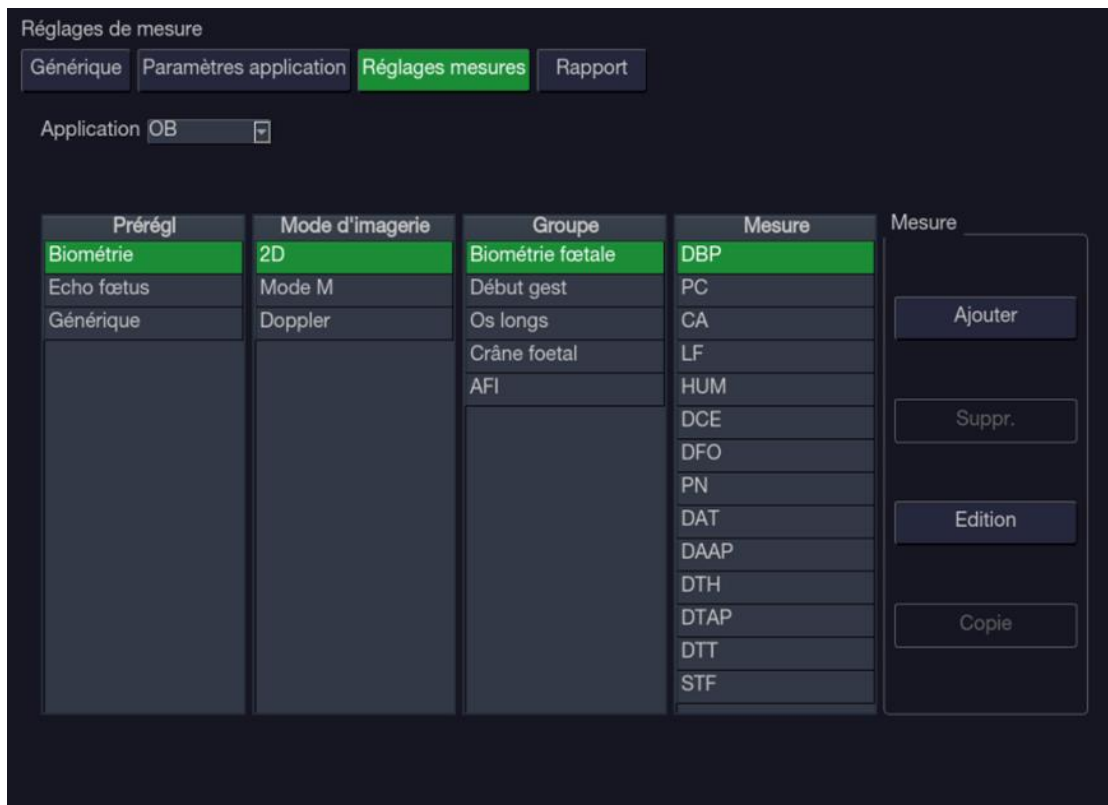 Réglages de mesure
Générique Paramètres application Réglages mesures Rapport
Application OB
Prérégl Mode d'imagerie Groupe Mesure Mesure
Biométrie 2D Biométrie fœtale DBP
Echo fœtus Mode M Début gest PC
Générique Doppler Os longs CA Ajouter
Crâne foetal LF
AFI HUM
DCE Suppr.
DFO
PN
DAT Edition
DAAP
DTH
DTAP Copie
DTT
STF